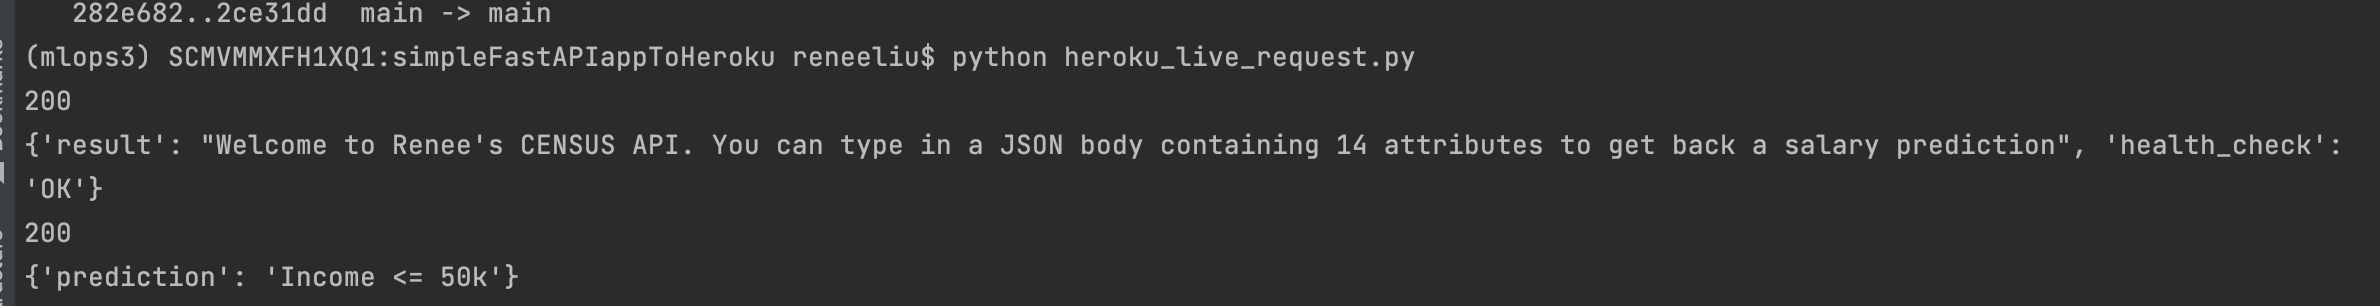 282e682..2ce31dd  main -> main
(mlops3) SCMVMMXFH1XQ1:simpleFastAPIappToHeroku reneeliu$ python heroku_live_request.py
200
{'result': "Welcome to Renee's CENSUS API. You can type in a JSON body containing 14 attributes to get back a salary prediction", 'health_check':
'OK'}
200
{'prediction': 'Income <= 50k'}